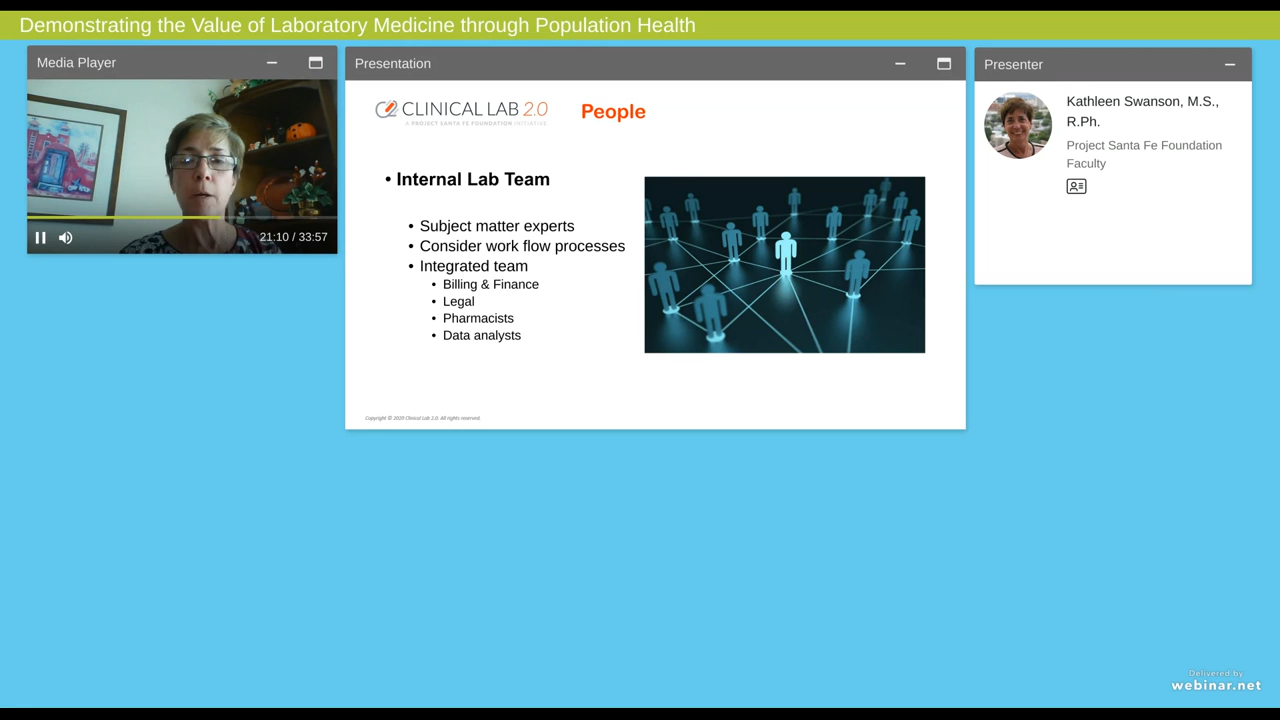 Demonstrating the Value of Laboratory Medicine through Population Health
Media Player
21:10 / 33:57
Presentation
CLINICAL LAB 2.0
A PROJECT SANTA FE FOUNDATION INITIATIVE
People
• Internal Lab Team
• Subject matter experts
• Consider work flow processes
• Integrated team
• Billing & Finance
• Legal
• Pharmacists
• Data analysts
Copyright © 2020 Clinical Lab 2.0. All rights reserved.
Presenter
Kathleen Swanson, M.S.,
R.Ph.
Project Santa Fe Foundation
Faculty
Delivered by
webinar.net